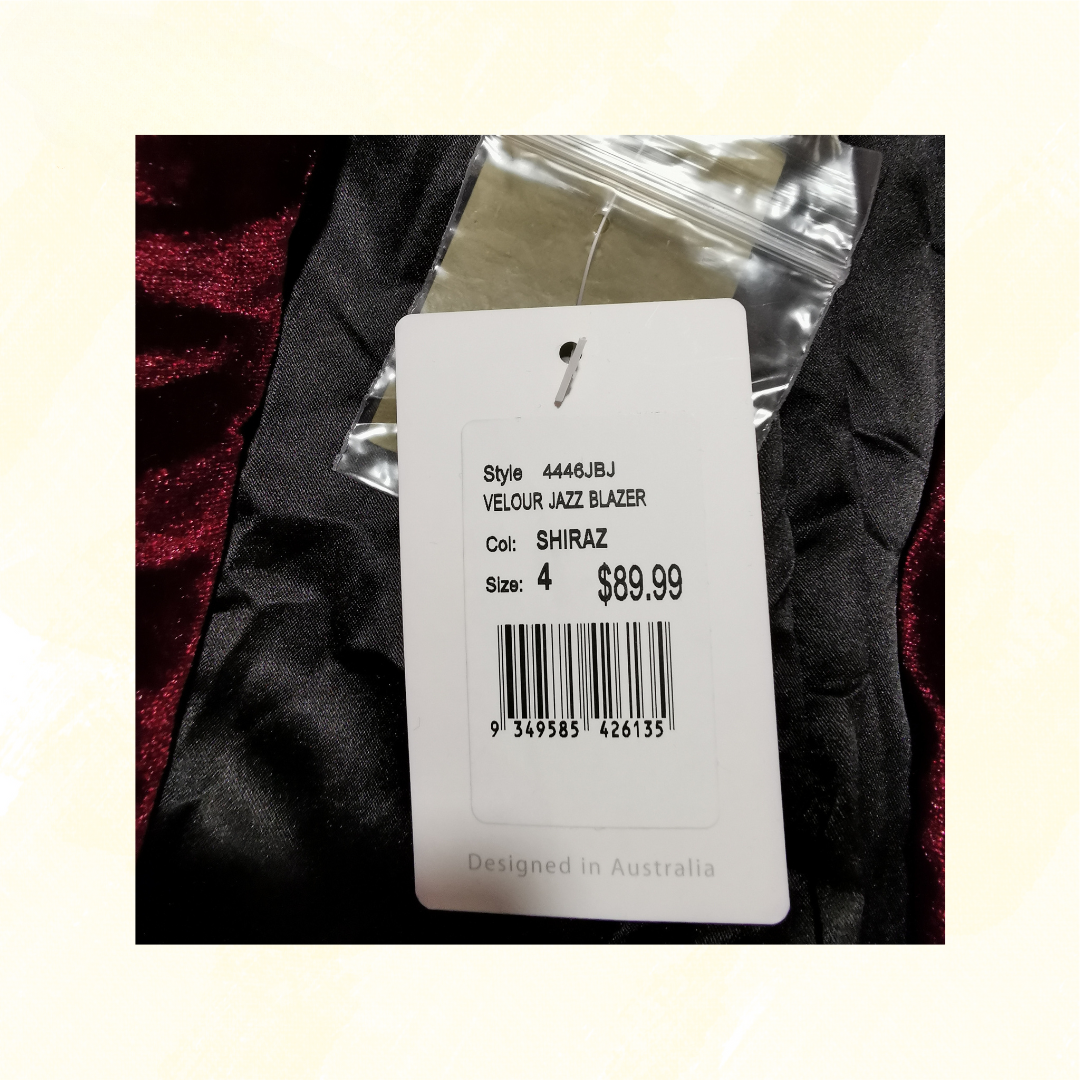 Style 4446JBJ
VELOUR JAZZ BLAZER
Col: SHIRAZ
Size: 4 $89.99
9 349585 426135
Designed in Australia